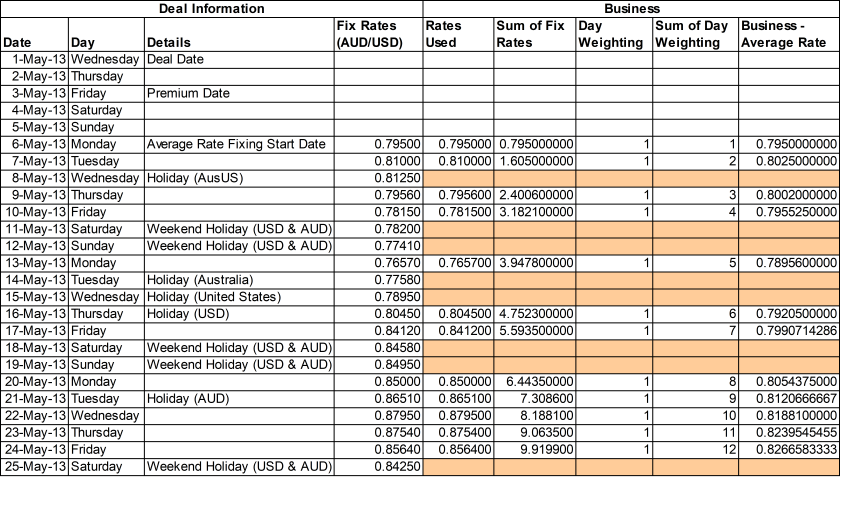 Deal Information Business
Fix Rates Rates Sum of Fix Day Sum of Day Business -
Date Day Details (AUD/USD) Used Rates Weighting Weighting Average Rate
1-May-13 Wednesday Deal Date
2-May-13 Thursday
3-May-13 Friday Premium Date
4-May-13 Saturday
5-May-13 Sunday
6-May-13 Monday Average Rate Fixing Start Date 0.79500 0.795000 0.795000000 1 1 0.7950000000
7-May-13 Tuesday 0.81000 0.810000 1.605000000 1 2 0.8025000000
8-May-13 Wednesday Holiday (AusUS) 0.81250
9-May-13 Thursday 0.79560 0.795600 2.400600000 1 3 0.8002000000
10-May-13 Friday 0.78150 0.781500 3.182100000 1 4 0.7955250000
11-May-13 Saturday Weekend Holiday (USD & AUD) 0.78200
12-May-13 Sunday Weekend Holiday (USD & AUD) 0.77410
13-May-13 Monday 0.76570 0.765700 3.947800000 1 5 0.7895600000
14-May-13 Tuesday Holiday (Australia) 0.77580
15-May-13 Wednesday Holiday (United States) 0.78950
16-May-13 Thursday Holiday (USD) 0.80450 0.804500 4.752300000 1 6 0.7920500000
17-May-13 Friday 0.84120 0.841200 5.593500000 1 7 0.7990714286
18-May-13 Saturday Weekend Holiday (USD & AUD) 0.84580
19-May-13 Sunday Weekend Holiday (USD & AUD) 0.84950
20-May-13 Monday 0.85000 0.850000 6.44350000 1 8 0.8054375000
21-May-13 Tuesday Holiday (AUD) 0.86510 0.865100 7.308600 1 9 0.8120666667
22-May-13 Wednesday 0.87950 0.879500 8.188100 1 10 0.8188100000
23-May-13 Thursday 0.87540 0.875400 9.063500 1 11 0.8239545455
24-May-13 Friday 0.85640 0.856400 9.919900 1 12 0.8266583333
25-May-13 Saturday Weekend Holiday (USD & AUD) 0.84250